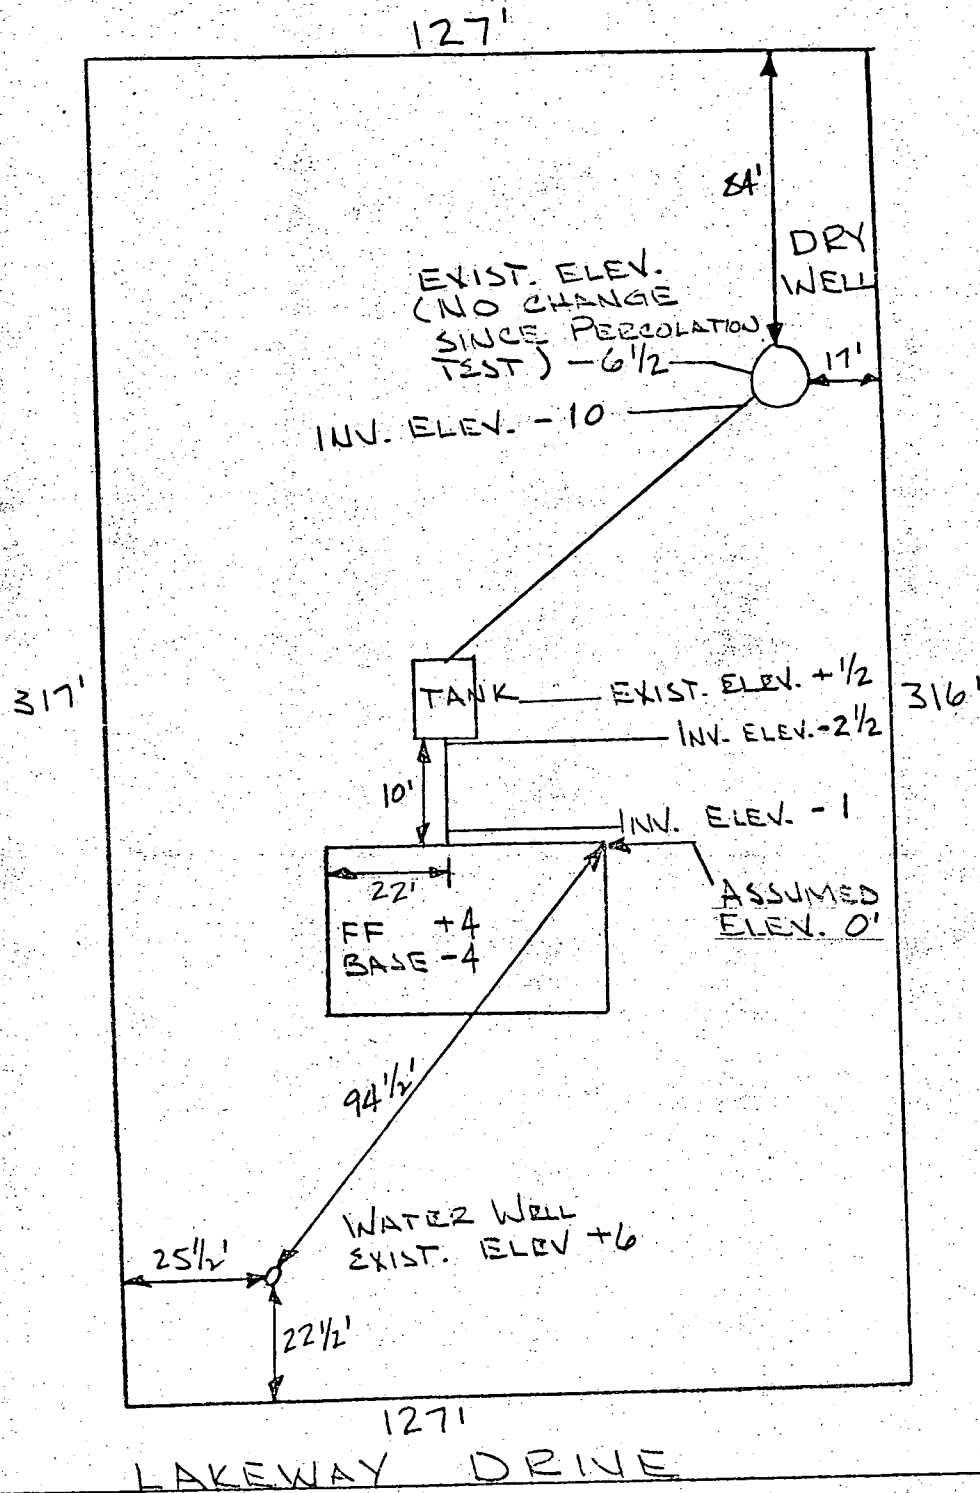 127'
84'
DRY
WELL
EXIST. ELEV.
(NO CHANGE
SINCE PERCOLATION
TEST) -6 1/2
17'
INV. ELEV. - 10
317'
TANK
EXIST. ELEV. + 1/2
316'
INV. ELEV. -2 1/2
10'
INV. ELEV. - 1
22'
ASSUMED
ELEV. 0'
FF +4
BASE -4
94 1/2'
WATER WELL
EXIST. ELEV +6
25 1/2'
22 1/2'
127'
LAKEWAY DRIVE